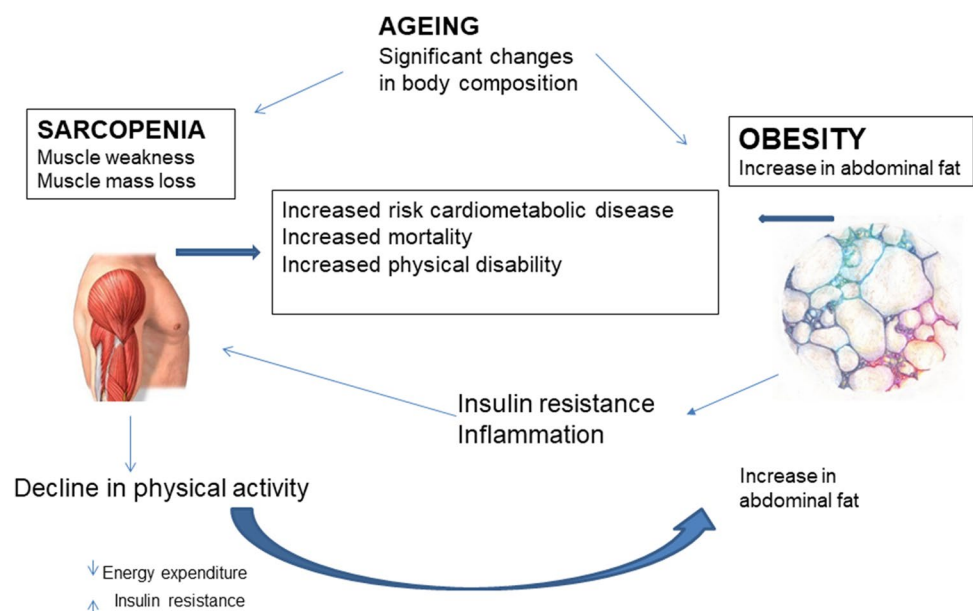 AGEING
Significant changes
in body composition
SARCOPENIA
Muscle weakness
Muscle mass loss
OBESITY
Increase in abdominal fat
Increased risk cardiometabolic disease
Increased mortality
Increased physical disability
Insulin resistance
Inflammation
Decline in physical activity
Increase in
abdominal fat
↓ Energy expenditure
↑ Insulin resistance